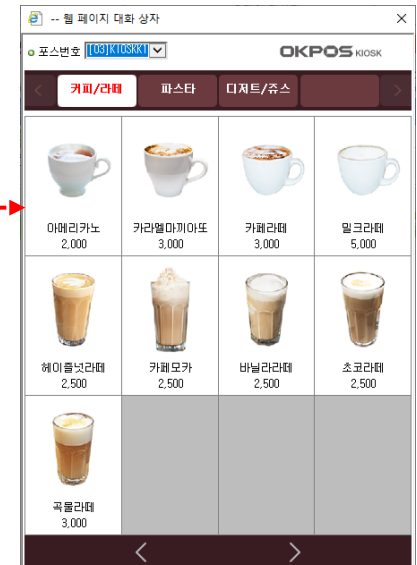 -- 웹 페이지 대화 상자
포스번호 [03]KIOSKK1 OKPOS KIOSK
커피/라떼 파스타 디저트/쥬스
아메리카노 카라멜마끼아또 카페라떼 밀크라떼
2,000 3,000 3,000 5,000
헤이즐넛라떼 카페모카 바닐라라떼 초코라떼
2,500 2,500 2,500 2,500
곡물라떼
3,000